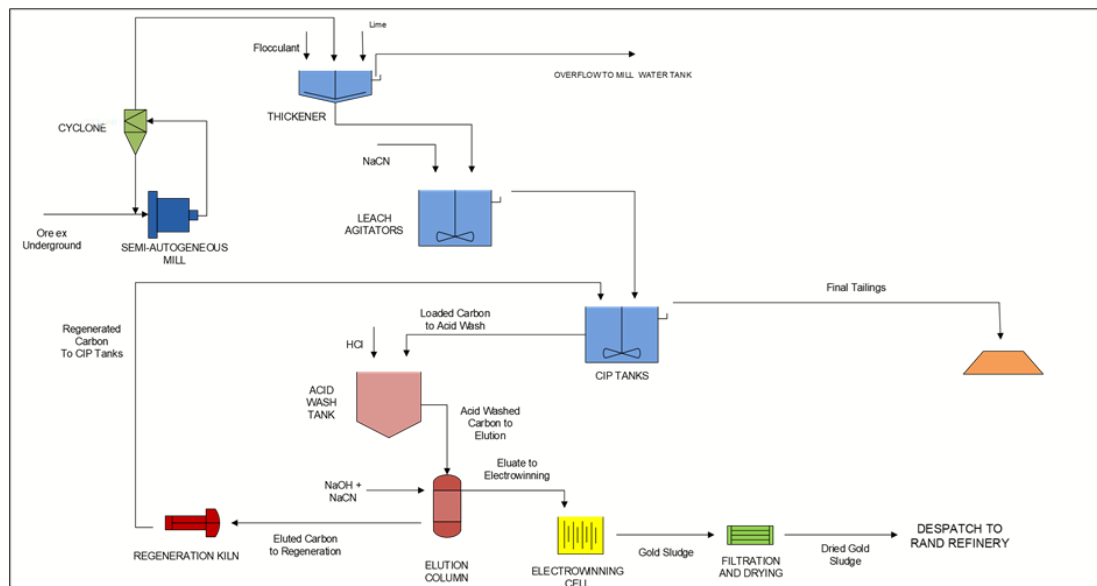 Lime
Flocculant
OVERFLOW TO MILL WATER TANK
THICKENER
CYCLONE
NaCN
LEACH
AGITATORS
Ore ex
Underground
SEMI-AUTOGENEOUS
MILL
Final Tailings
Regenerated
Carbon
To CIP Tanks
Loaded Carbon
to Acid Wash
HCl
CIP TANKS
ACID
WASH
TANK
Acid Washed
Carbon to
Elution
Eluate to
Electrowinning
NaOH +
NaCN
REGENERATION KILN
Eluted Carbon
to Regeneration
ELUTION
COLUMN
ELECTROWINNING
CELL
Gold Sludge
FILTRATION
AND DRYING
Dried Gold
Sludge
DESPATCH TO
RAND REFINERY